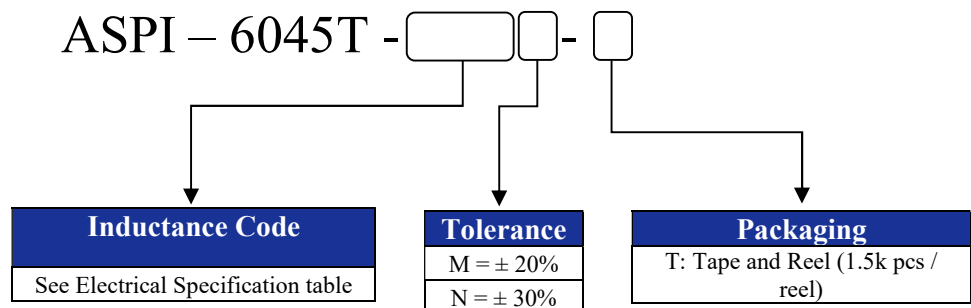 ASPI – 6045T - -
Inductance Code
See Electrical Specification table
Tolerance
M = ± 20%
N = ± 30%
Packaging
T: Tape and Reel (1.5k pcs /
reel)